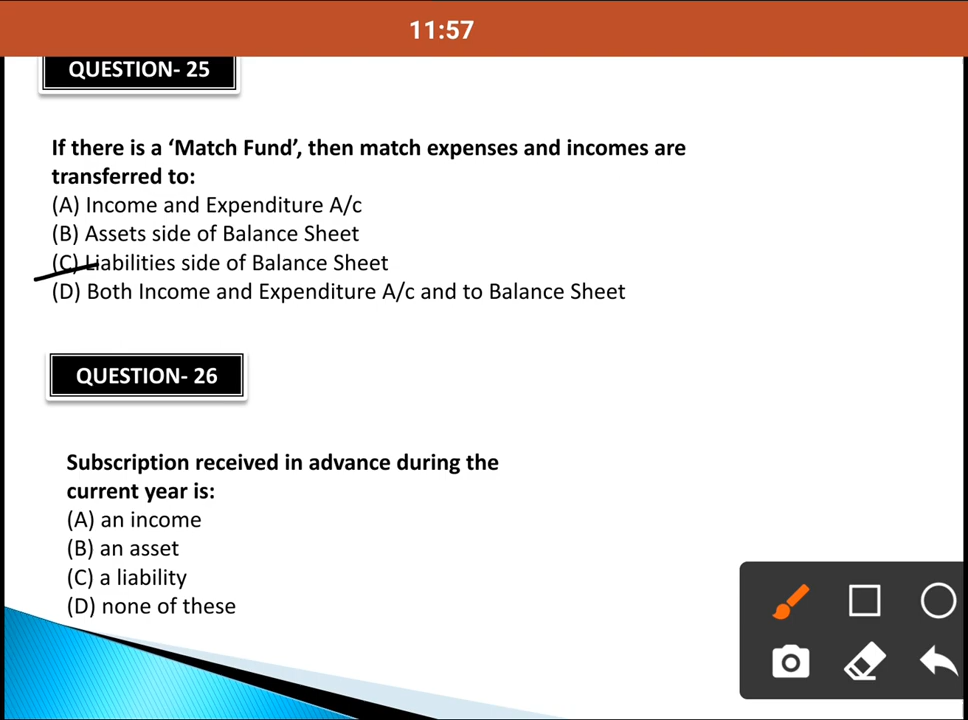 11:57
QUESTION- 25
If there is a ‘Match Fund’, then match expenses and incomes are
transferred to:
(A) Income and Expenditure A/c
(B) Assets side of Balance Sheet
(C) Liabilities side of Balance Sheet
(D) Both Income and Expenditure A/c and to Balance Sheet
QUESTION- 26
Subscription received in advance during the
current year is:
(A) an income
(B) an asset
(C) a liability
(D) none of these